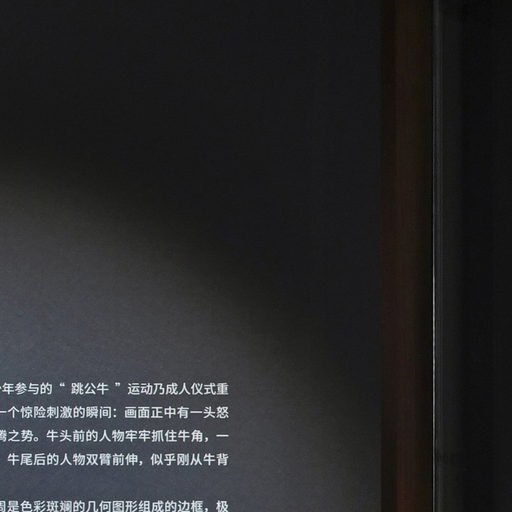 年参与的“ 跳公牛 ”运动乃成人仪式重
一个惊险刺激的瞬间：画面正中有一头怒
腾之势。牛头前的人物牢牢抓住牛角，一
牛尾后的人物双臂前伸，似乎刚从牛背
周是色彩斑斓的几何图形组成的边框，极